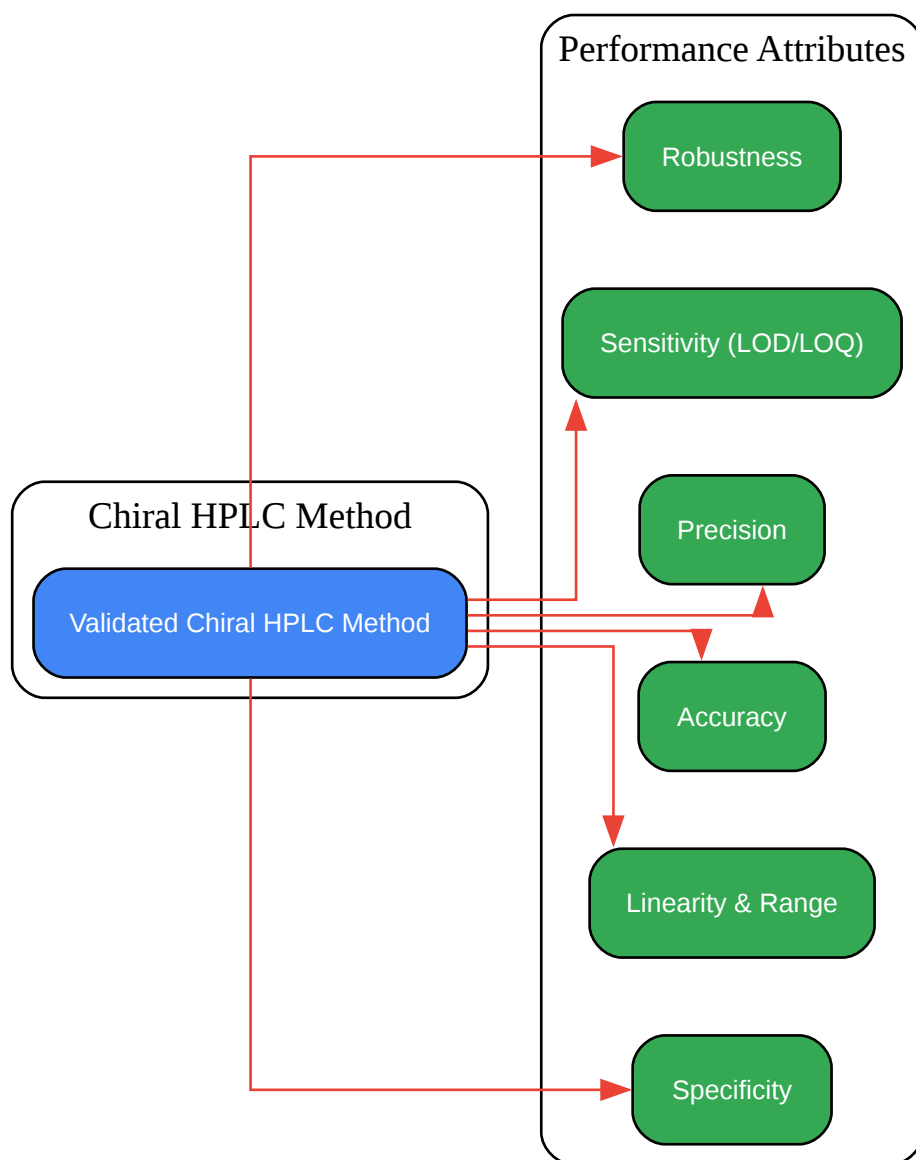 Performance Attributes
Robustness
Sensitivity (LOD/LOQ)
Precision
Chiral HPLC Method
Validated Chiral HPLC Method
Accuracy
Linearity & Range
Specificity